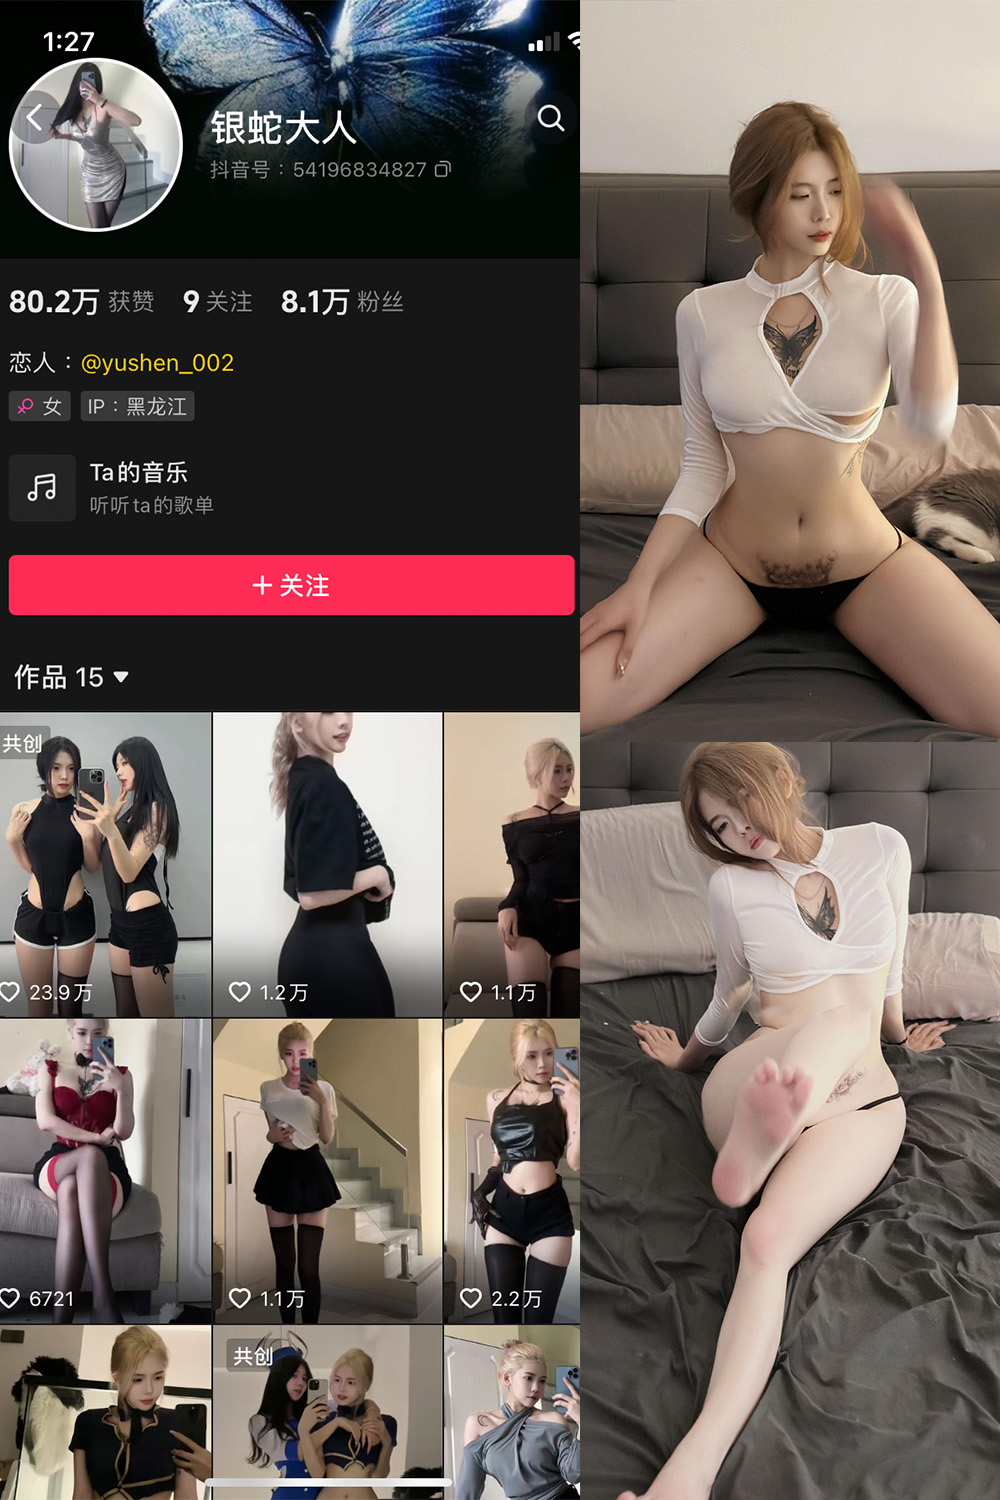 1:27
银蛇大人
抖音号：54196834827
80.2万 获赞 9 关注 8.1万 粉丝
恋人：@yushen_002
女 IP：黑龙江
Ta的音乐
听听ta的歌单
+ 关注
作品 15
共创
23.9万
1.2万
1.1万
6721
1.1万
2.2万
共创